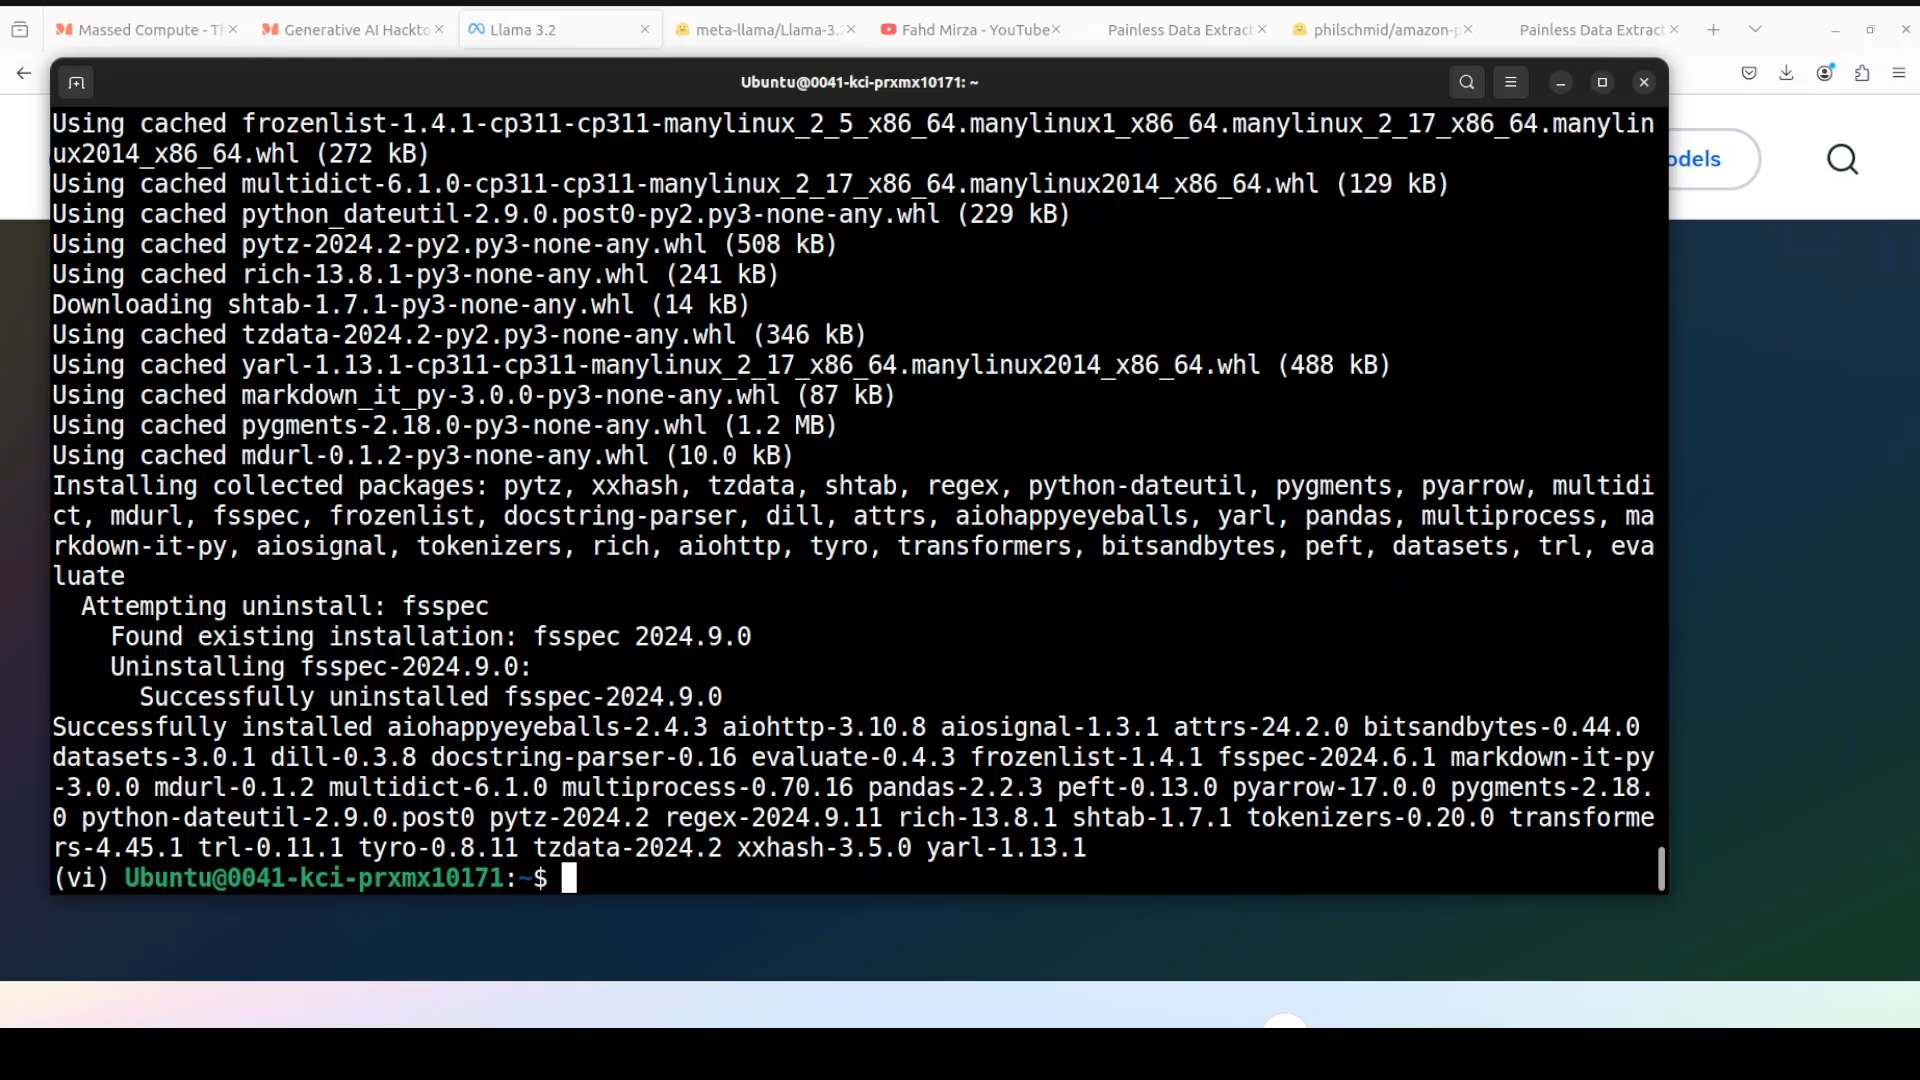 Massed Compute - Th
Generative AI Hackto
Llama 3.2
meta-llama/Llama-3.
Fahd Mirza - YouTube
Painless Data Extract
philschmid/amazon-p
Painless Data Extract
Ubuntu@0041-kci-prxmx10171: ~
odels
Using cached frozenlist-1.4.1-cp311-cp311-manylinux_2_5_x86_64.manylinux1_x86_64.manylinux_2_17_x86_64.manylin
ux2014_x86_64.whl (272 kB)
Using cached multidict-6.1.0-cp311-cp311-manylinux_2_17_x86_64.manylinux2014_x86_64.whl (129 kB)
Using cached python_dateutil-2.9.0.post0-py2.py3-none-any.whl (229 kB)
Using cached pytz-2024.2-py2.py3-none-any.whl (508 kB)
Using cached rich-13.8.1-py3-none-any.whl (241 kB)
Downloading shtab-1.7.1-py3-none-any.whl (14 kB)
Using cached tzdata-2024.2-py2.py3-none-any.whl (346 kB)
Using cached yarl-1.13.1-cp311-cp311-manylinux_2_17_x86_64.manylinux2014_x86_64.whl (488 kB)
Using cached markdown_it_py-3.0.0-py3-none-any.whl (87 kB)
Using cached pygments-2.18.0-py3-none-any.whl (1.2 MB)
Using cached mdurl-0.1.2-py3-none-any.whl (10.0 kB)
Installing collected packages: pytz, xxhash, tzdata, shtab, regex, python-dateutil, pygments, pyarrow, multidi
ct, mdurl, fsspec, frozenlist, docstring-parser, dill, attrs, aiohappyeyeballs, yarl, pandas, multiprocess, ma
rkdown-it-py, aiosignal, tokenizers, rich, aiohttp, tyro, transformers, bitsandbytes, peft, datasets, trl, eva
luate
Attempting uninstall: fsspec
Found existing installation: fsspec 2024.9.0
Uninstalling fsspec-2024.9.0:
Successfully uninstalled fsspec-2024.9.0
Successfully installed aiohappyeyeballs-2.4.3 aiohttp-3.10.8 aiosignal-1.3.1 attrs-24.2.0 bitsandbytes-0.44.0
datasets-3.0.1 dill-0.3.8 docstring-parser-0.16 evaluate-0.4.3 frozenlist-1.4.1 fsspec-2024.6.1 markdown-it-py
-3.0.0 mdurl-0.1.2 multidict-6.1.0 multiprocess-0.70.16 pandas-2.2.3 peft-0.13.0 pyarrow-17.0.0 pygments-2.18.
0 python-dateutil-2.9.0.post0 pytz-2024.2 regex-2024.9.11 rich-13.8.1 shtab-1.7.1 tokenizers-0.20.0 transforme
rs-4.45.1 trl-0.11.1 tyro-0.8.11 tzdata-2024.2 xxhash-3.5.0 yarl-1.13.1
(vi) Ubuntu@0041-kci-prxmx10171:~$